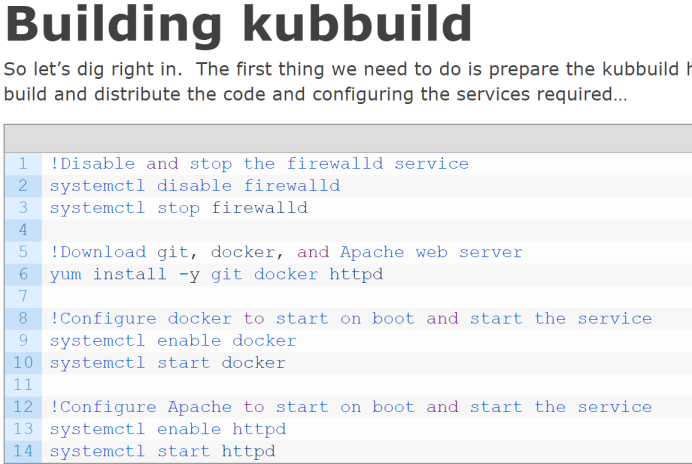 Building kubbuild
So let’s dig right in.  The first thing we need to do is prepare the kubbuild
build and distribute the code and configuring the services required…
1 !Disable and stop the firewalld service
2 systemctl disable firewalld
3 systemctl stop firewalld
4
5 !Download git, docker, and Apache web server
6 yum install -y git docker httpd
7
8 !Configure docker to start on boot and start the service
9 systemctl enable docker
10 systemctl start docker
11
12 !Configure Apache to start on boot and start the service
13 systemctl enable httpd
14 systemctl start httpd